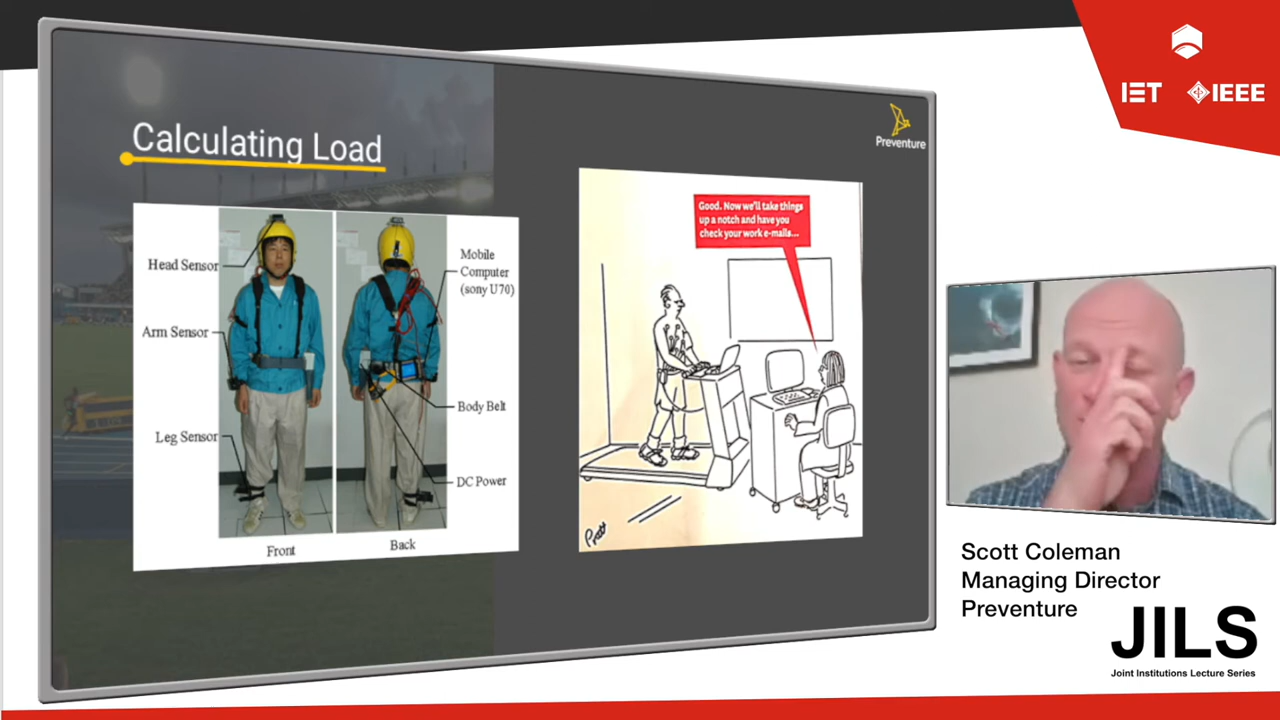 Calculating Load
Preventure
Head Sensor
Arm Sensor
Leg Sensor
Mobile
Computer
(sony U70)
Body Belt
DC Power
Front
Back
Good. Now we'll take things
up a notch and have you
check your work e-mails...
Pratt
IET
IEEE
Scott Coleman
Managing Director
Preventure
JILS
Joint Institutions Lecture Series